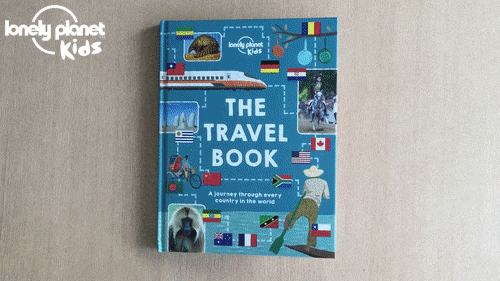 lonely planet
Kids
lonely planet
Kids
THE
TRAVEL
BOOK
A journey through every
country in the world